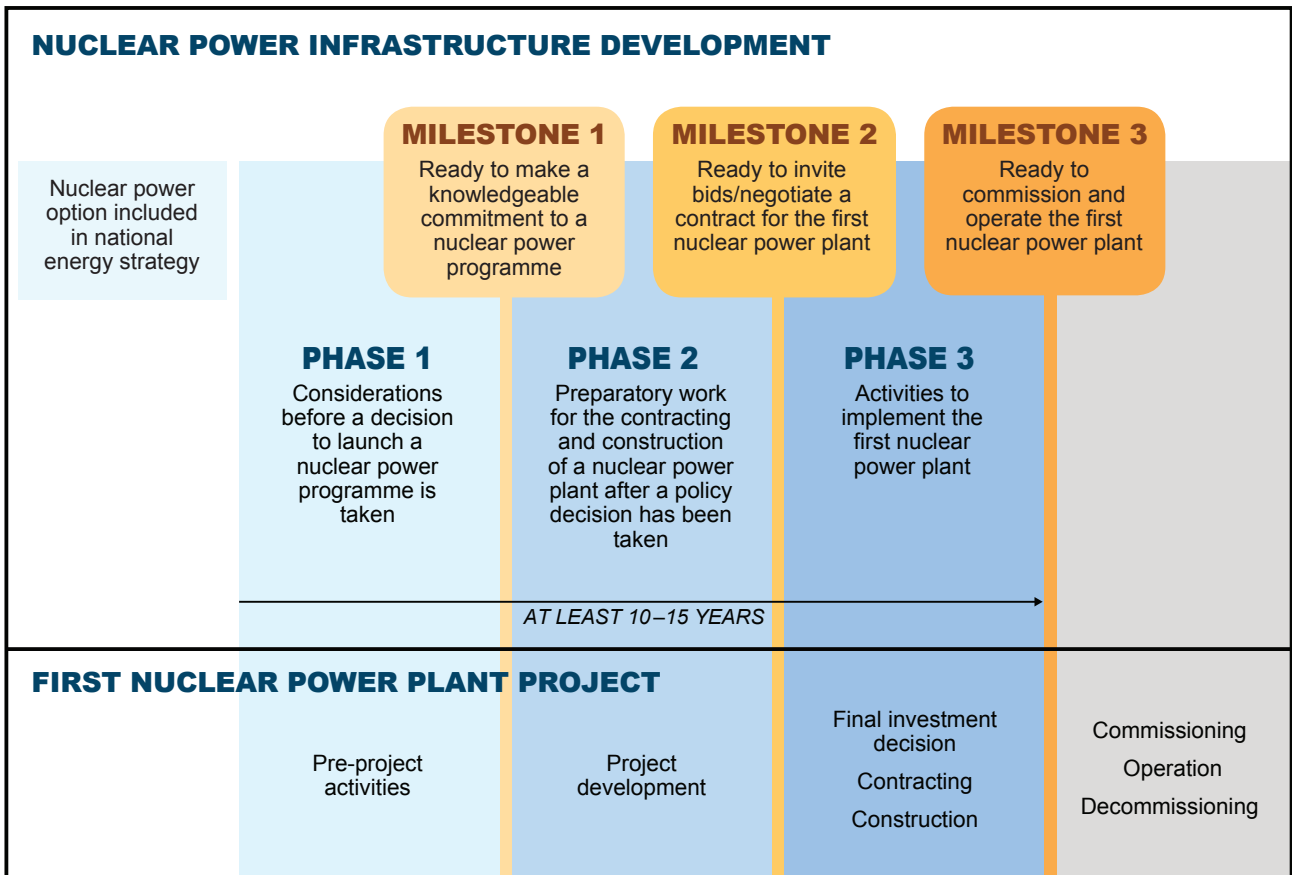 NUCLEAR POWER INFRASTRUCTURE DEVELOPMENT
Nuclear power
option included
in national
energy strategy
MILESTONE 1
Ready to make a
knowledgeable
commitment to a
nuclear power
programme
MILESTONE 2
Ready to invite
bids/negotiate a
contract for the first
nuclear power plant
MILESTONE 3
Ready to
commission and
operate the first
nuclear power plant
PHASE 1
Considerations
before a decision
to launch a
nuclear power
programme is
taken
PHASE 2
Preparatory work
for the contracting
and construction
of a nuclear power
plant after a policy
decision has been
taken
PHASE 3
Activities to
implement the
first nuclear
power plant
AT LEAST 10–15 YEARS
FIRST NUCLEAR POWER PLANT PROJECT
Pre-project
activities
Project
development
Final investment
decision
Contracting
Construction
Commissioning
Operation
Decommissioning